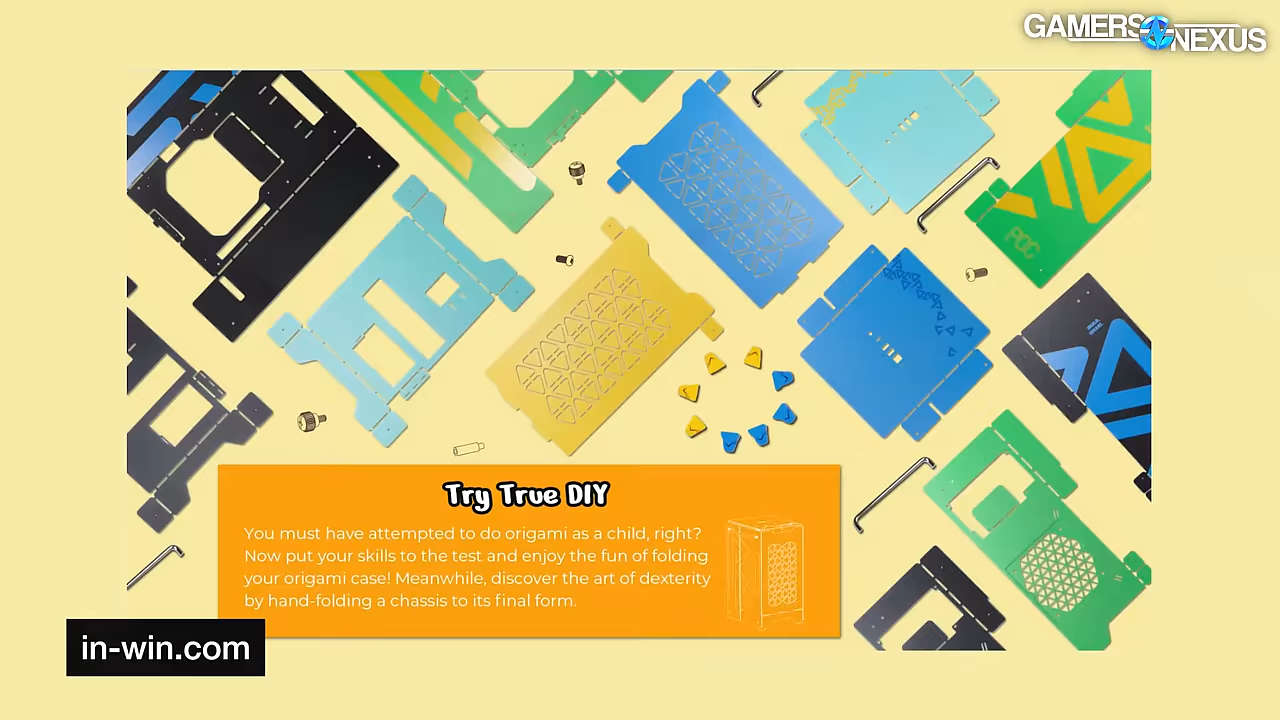 GAMERS NEXUS
POC
Try True DIY
You must have attempted to do origami as a child, right?
Now put your skills to the test and enjoy the fun of folding
your origami case! Meanwhile, discover the art of dexterity
by hand-folding a chassis to its final form.
in-win.com